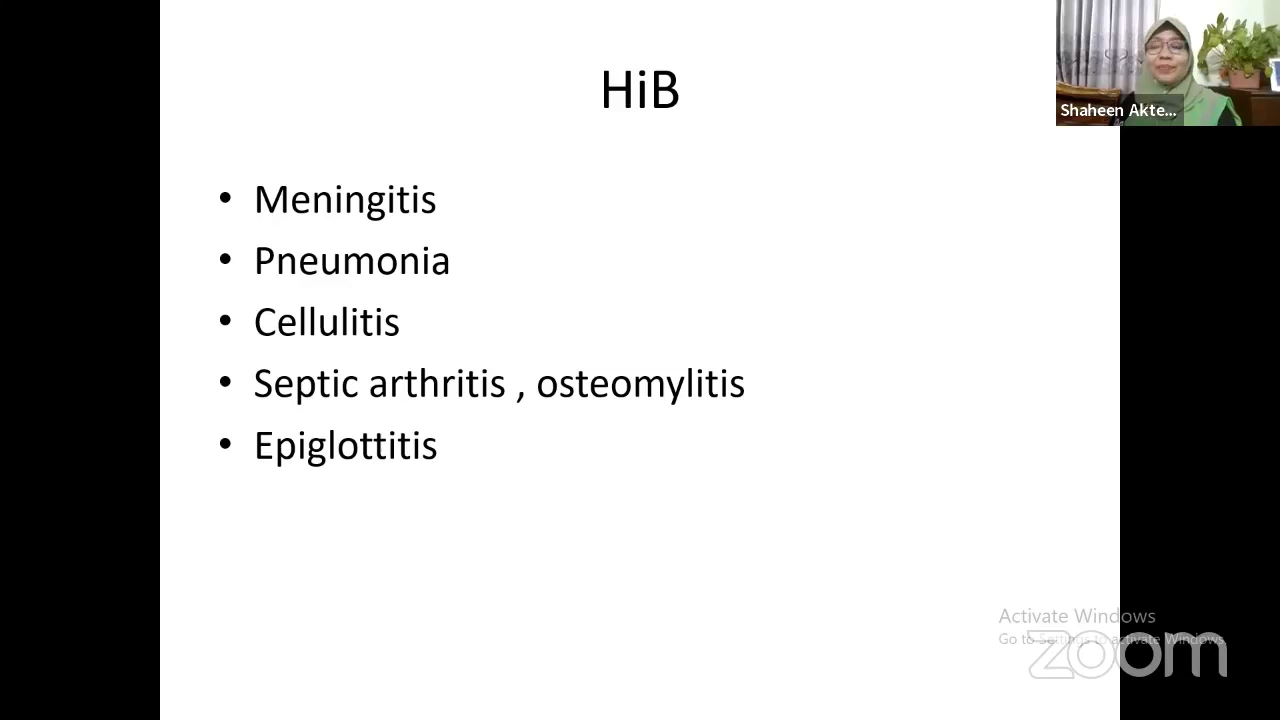 HiB
Shaheen Akte...
• Meningitis
• Pneumonia
• Cellulitis
• Septic arthritis , osteomylitis
• Epiglottitis
Activate Windows
Go to Settings to activate Windows.
zoom